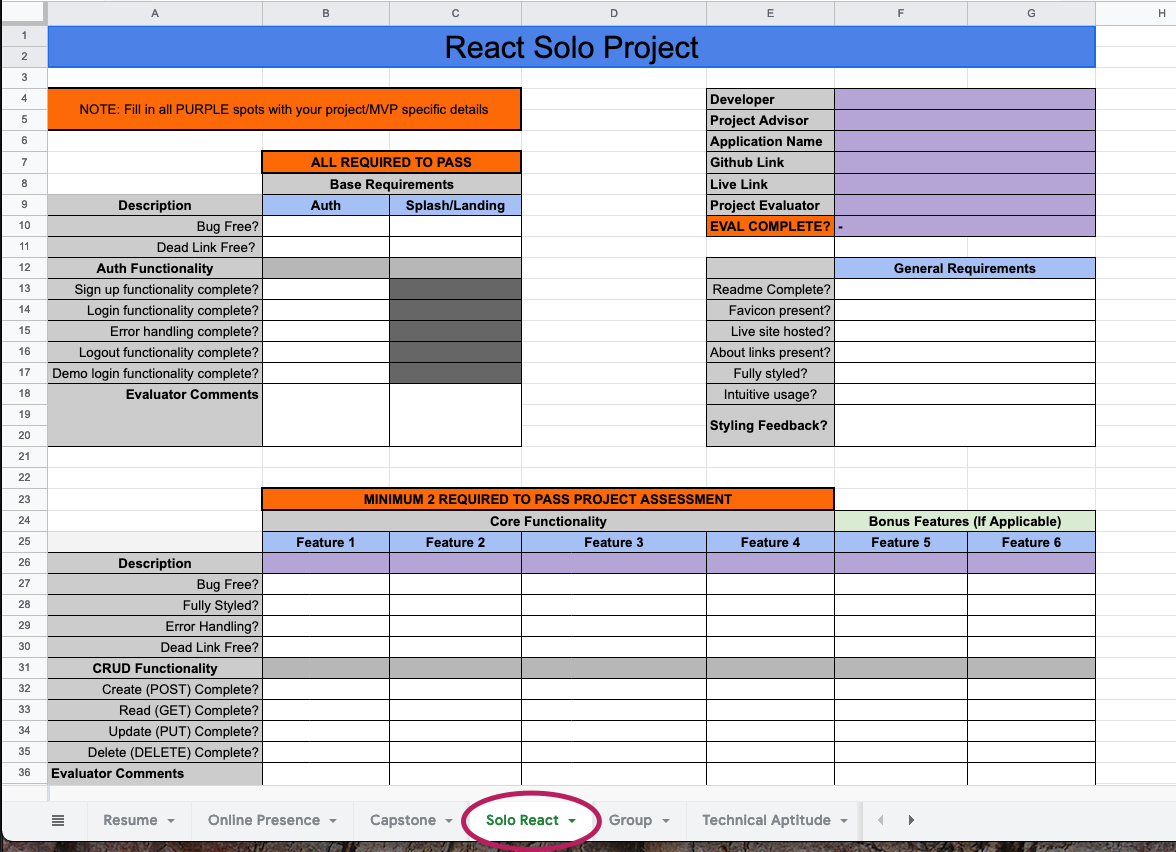 A B C D E F G H
1 React Solo Project
2
3
4 NOTE: Fill in all PURPLE spots with your project/MVP specific details Developer
5 Project Advisor
6 Application Name
7 ALL REQUIRED TO PASS Github Link
8 Base Requirements Live Link
9 Description Auth Splash/Landing Project Evaluator
10 Bug Free? EVAL COMPLETE? -
11 Dead Link Free?
12 Auth Functionality General Requirements
13 Sign up functionality complete? Readme Complete?
14 Login functionality complete? Favicon present?
15 Error handling complete? Live site hosted?
16 Logout functionality complete? About links present?
17 Demo login functionality complete? Fully styled?
18 Evaluator Comments Intuitive usage?
19 Styling Feedback?
20
21
22
23 MINIMUM 2 REQUIRED TO PASS PROJECT ASSESSMENT
24 Core Functionality Bonus Features (If Applicable)
25 Feature 1 Feature 2 Feature 3 Feature 4 Feature 5 Feature 6
26 Description
27 Bug Free?
28 Fully Styled?
29 Error Handling?
30 Dead Link Free?
31 CRUD Functionality
32 Create (POST) Complete?
33 Read (GET) Complete?
34 Update (PUT) Complete?
35 Delete (DELETE) Complete?
36 Evaluator Comments
Resume Online Presence Capstone Solo React Group Technical Aptitude